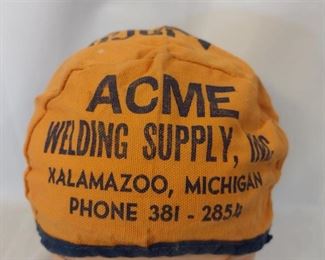 ACME
WELDING SUPPLY, INC.
KALAMAZOO, MICHIGAN
PHONE 381 - 2854